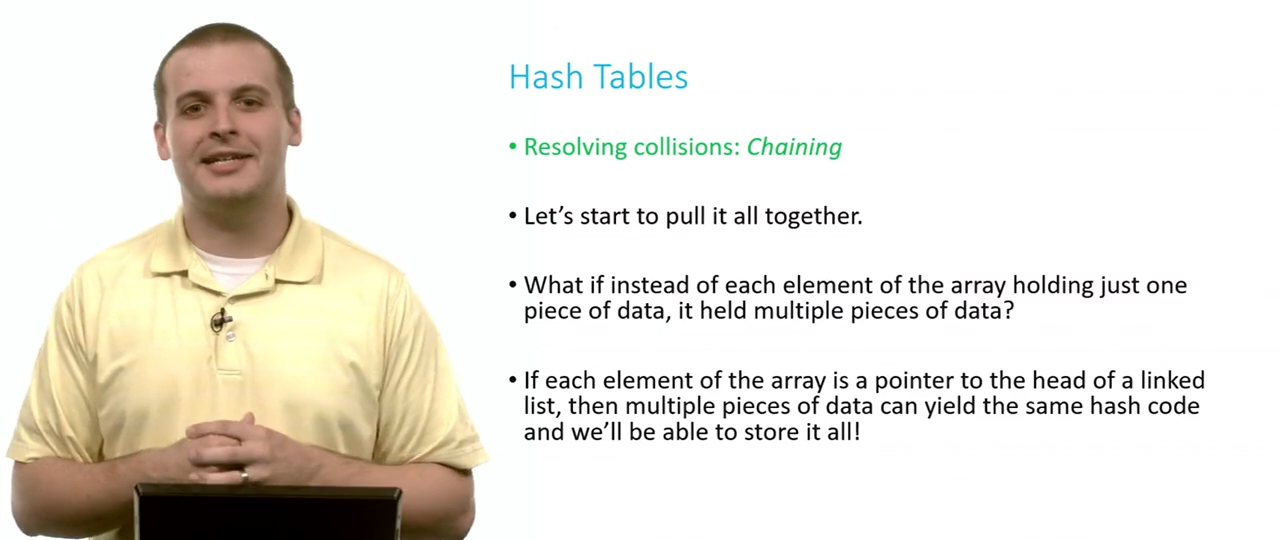 Hash Tables
• Resolving collisions: Chaining
• Let’s start to pull it all together.
• What if instead of each element of the array holding just one
piece of data, it held multiple pieces of data?
• If each element of the array is a pointer to the head of a linked
list, then multiple pieces of data can yield the same hash code
and we’ll be able to store it all!